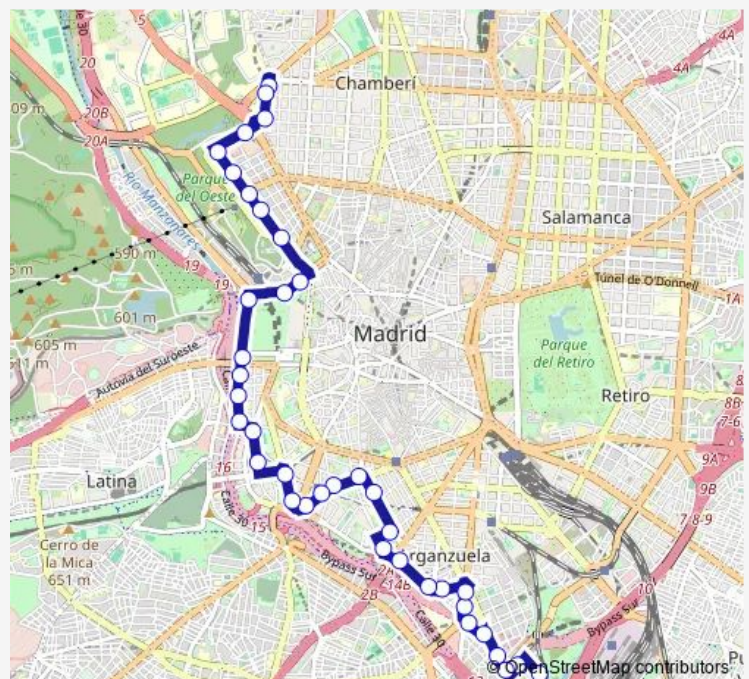 5
4A
4A
20
Chamberí
09 m
20B
20A
Parque
del Oeste
Río Manzanares
Salamanca
590 m
19
19
Túnel de O'Donnell
1A
601 m
Madrid
Parque
del Retiro
605 m
Autovía del Suroeste
Retiro
8B
7-6
9A
16
Latina
9B
Calle 30
15
7-8-9
Cerro de
la Mica
651 m
Arganzuela
Bypass Sur
14B
2B
10
Bypass Sur
Calle 30
© OpenStreetMap contributors